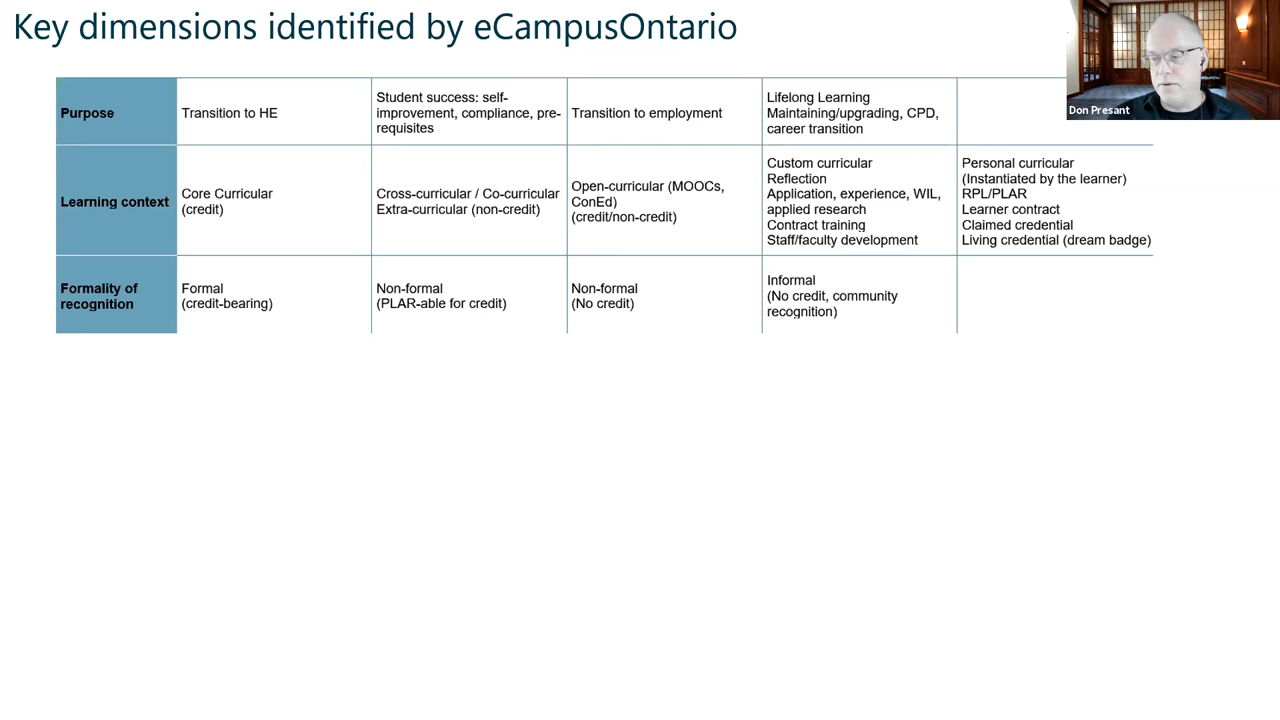 Key dimensions identified by eCampusOntario
Don Presant
Purpose
Transition to HE
Student success: self-
improvement, compliance, pre-
requisites
Transition to employment
Lifelong Learning
Maintaining/upgrading, CPD,
career transition
Learning context
Core Curricular
(credit)
Cross-curricular / Co-curricular
Extra-curricular (non-credit)
Open-curricular (MOOCs,
ConEd)
(credit/non-credit)
Custom curricular
Reflection
Application, experience, WIL,
applied research
Contract training
Staff/faculty development
Personal curricular
(Instantiated by the learner)
RPL/PLAR
Learner contract
Claimed credential
Living credential (dream badge)
Formality of
recognition
Formal
(credit-bearing)
Non-formal
(PLAR-able for credit)
Non-formal
(No credit)
Informal
(No credit, community
recognition)